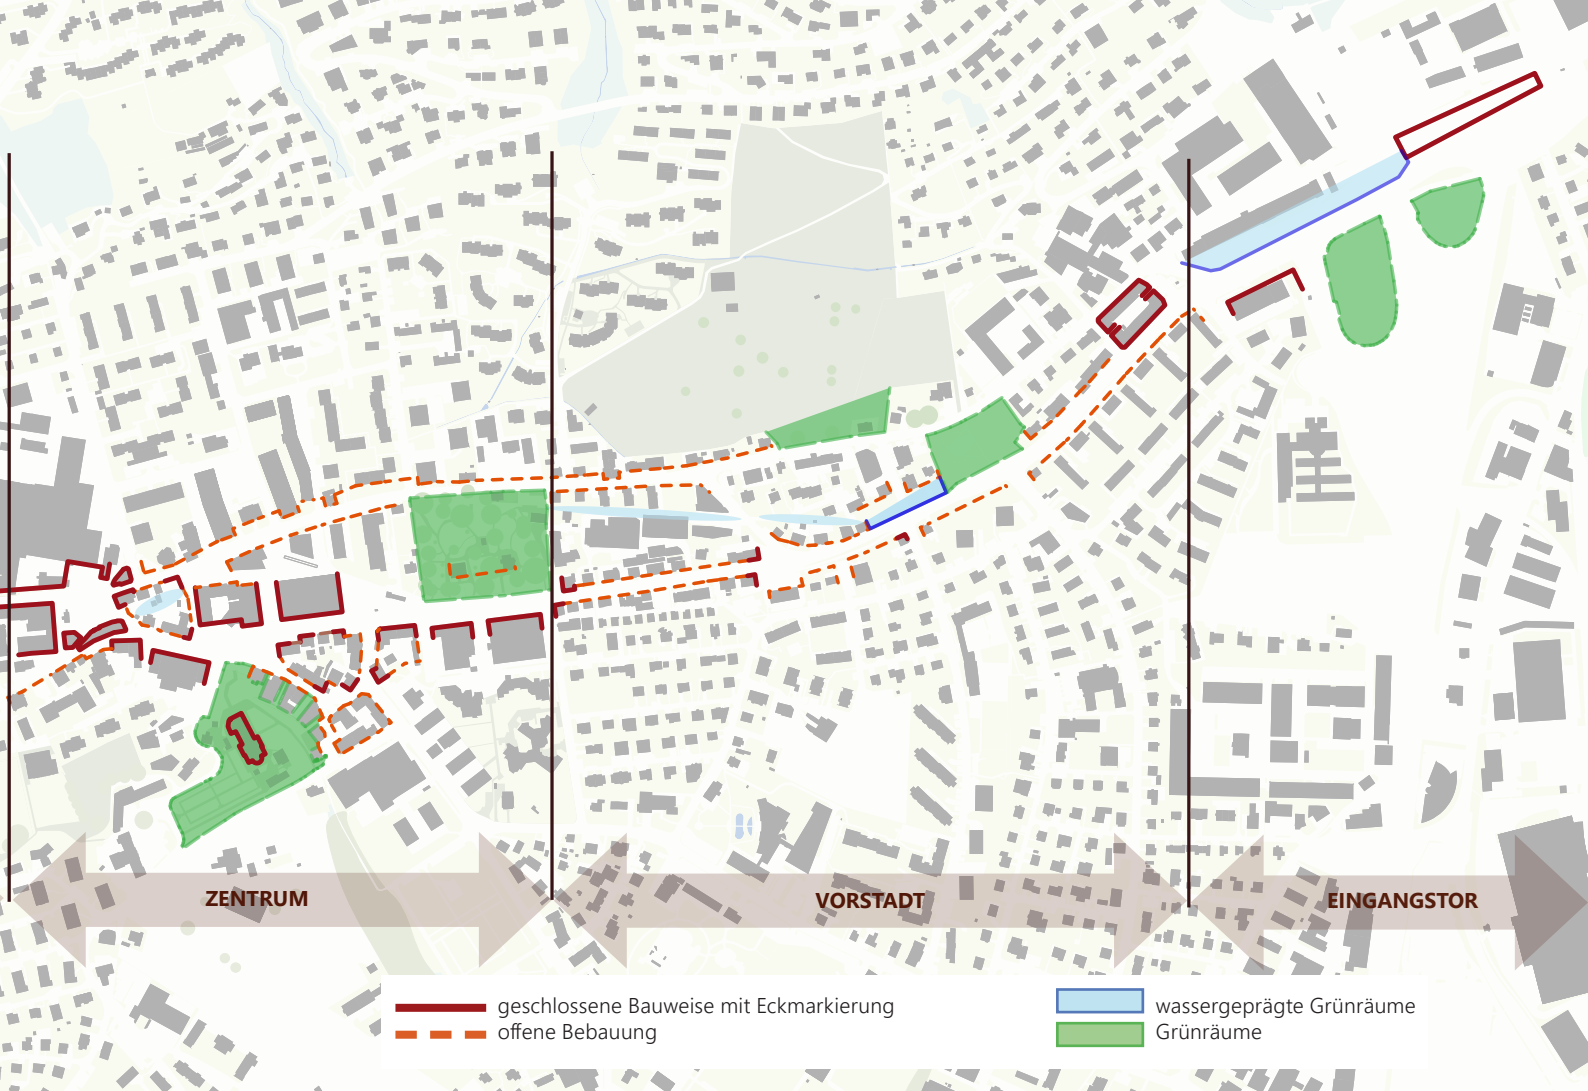 ZENTRUM
VORSTADT
EINGANGSTOR
geschlossene Bauweise mit Eckmarkierung
offene Bebauung
wassergeprägte Grünräume
Grünräume